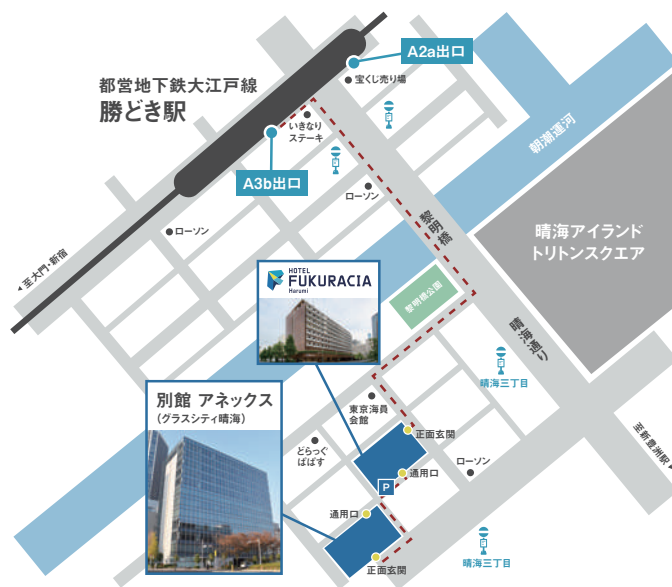 A2a出口
宝くじ売り場
都営地下鉄大江戸線
勝どき駅
いきなり
ステーキ
A3b出口
ローソン
ローソン
朝潮運河
黎明橋
晴海アイランド
トリトンスクエア
◀至大門・新宿
HOTEL
FUKURACIA
Harumi
黎明橋公園
晴海通り
晴海三丁目
別館 アネックス
(グラスシティ晴海)
東京海員
会館
どらっぐ
ぱぱす
正面玄関
ローソン
至新豊洲駅▶
通用口
P
通用口
正面玄関
晴海三丁目